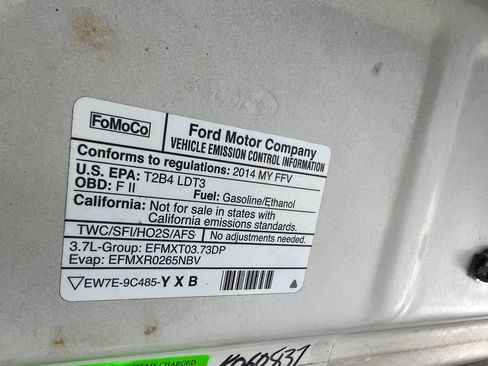 FoMoCo
Ford Motor Company
VEHICLE EMISSION CONTROL INFORMATION
Conforms to regulations: 2014 MY FFV
U.S. EPA: T2B4 LDT3
OBD: F II Fuel: Gasoline/Ethanol
California: Not for sale in states with
California emissions standards.
TWC/SFI/HO2S/AFS No adjustments needed.
3.7L-Group: EFMXT03.73DP
Evap: EFMXR0265NBV
EW7E-9C485-Y X B
CHARGED